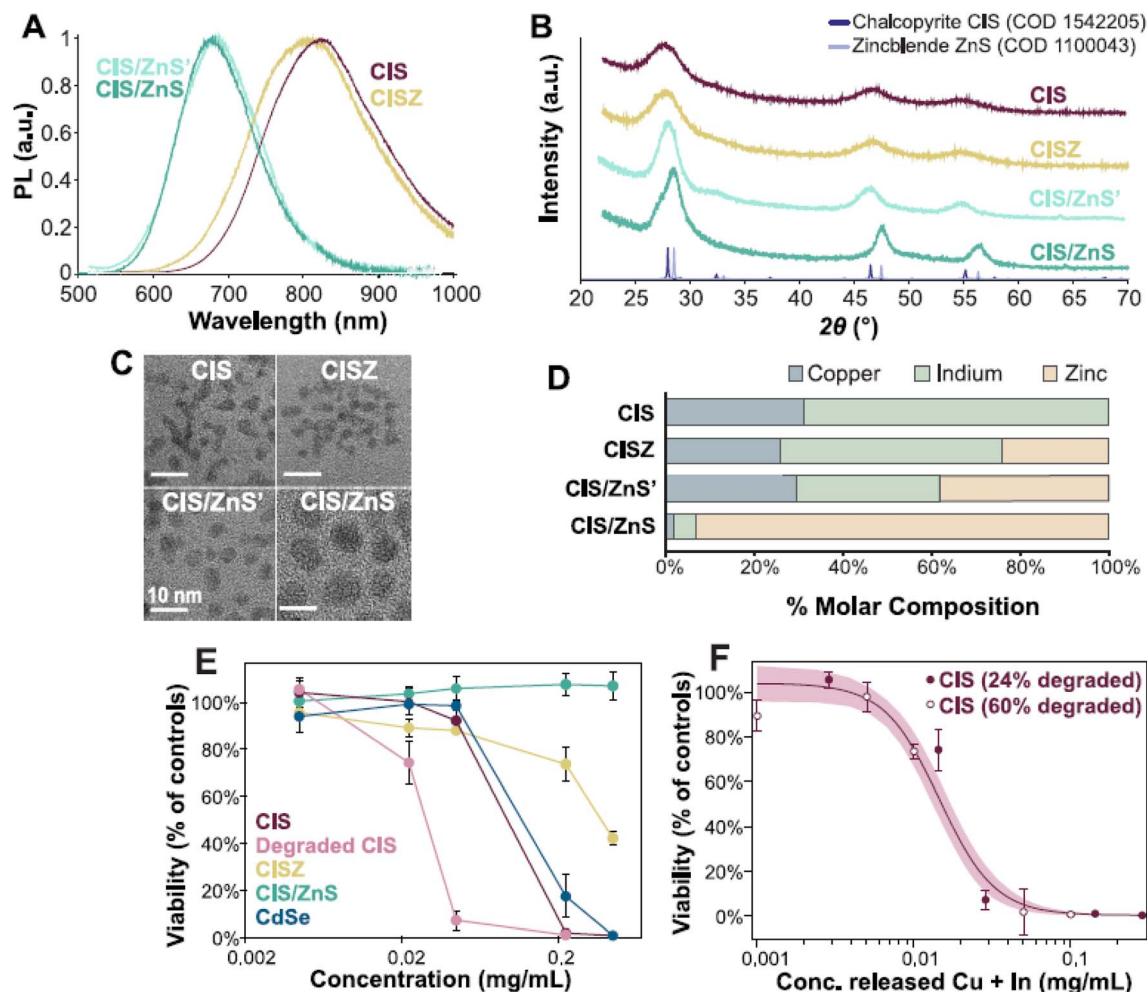 A
1
0.8
0.6
0.4
0.2
0
PL (a.u.)
CIS/ZnS'
CIS/ZnS
CIS
CISZ
500 600 700 800 900 1000
Wavelength (nm)
B
Chalcopyrite CIS (COD 1542205)
Zincblende ZnS (COD 1100043)
Intensity (a.u.)
CIS
CISZ
CIS/ZnS'
CIS/ZnS
20 25 30 35 40 45 50 55 60 65 70
2θ (°)
C
CIS
CISZ
CIS/ZnS'
CIS/ZnS
10 nm
D
Copper Indium Zinc
CIS
CISZ
CIS/ZnS'
CIS/ZnS
0% 20% 40% 60% 80% 100%
% Molar Composition
E
100%
80%
60%
40%
20%
0%
Viability (% of controls)
CIS
Degraded CIS
CISZ
CIS/ZnS
CdSe
0.002 0.02 0.2
Concentration (mg/mL)
F
CIS (24% degraded)
CIS (60% degraded)
100%
80%
60%
40%
20%
0%
Viability (% of controls)
0,001 0,01 0,1
Conc. released Cu + In (mg/mL)